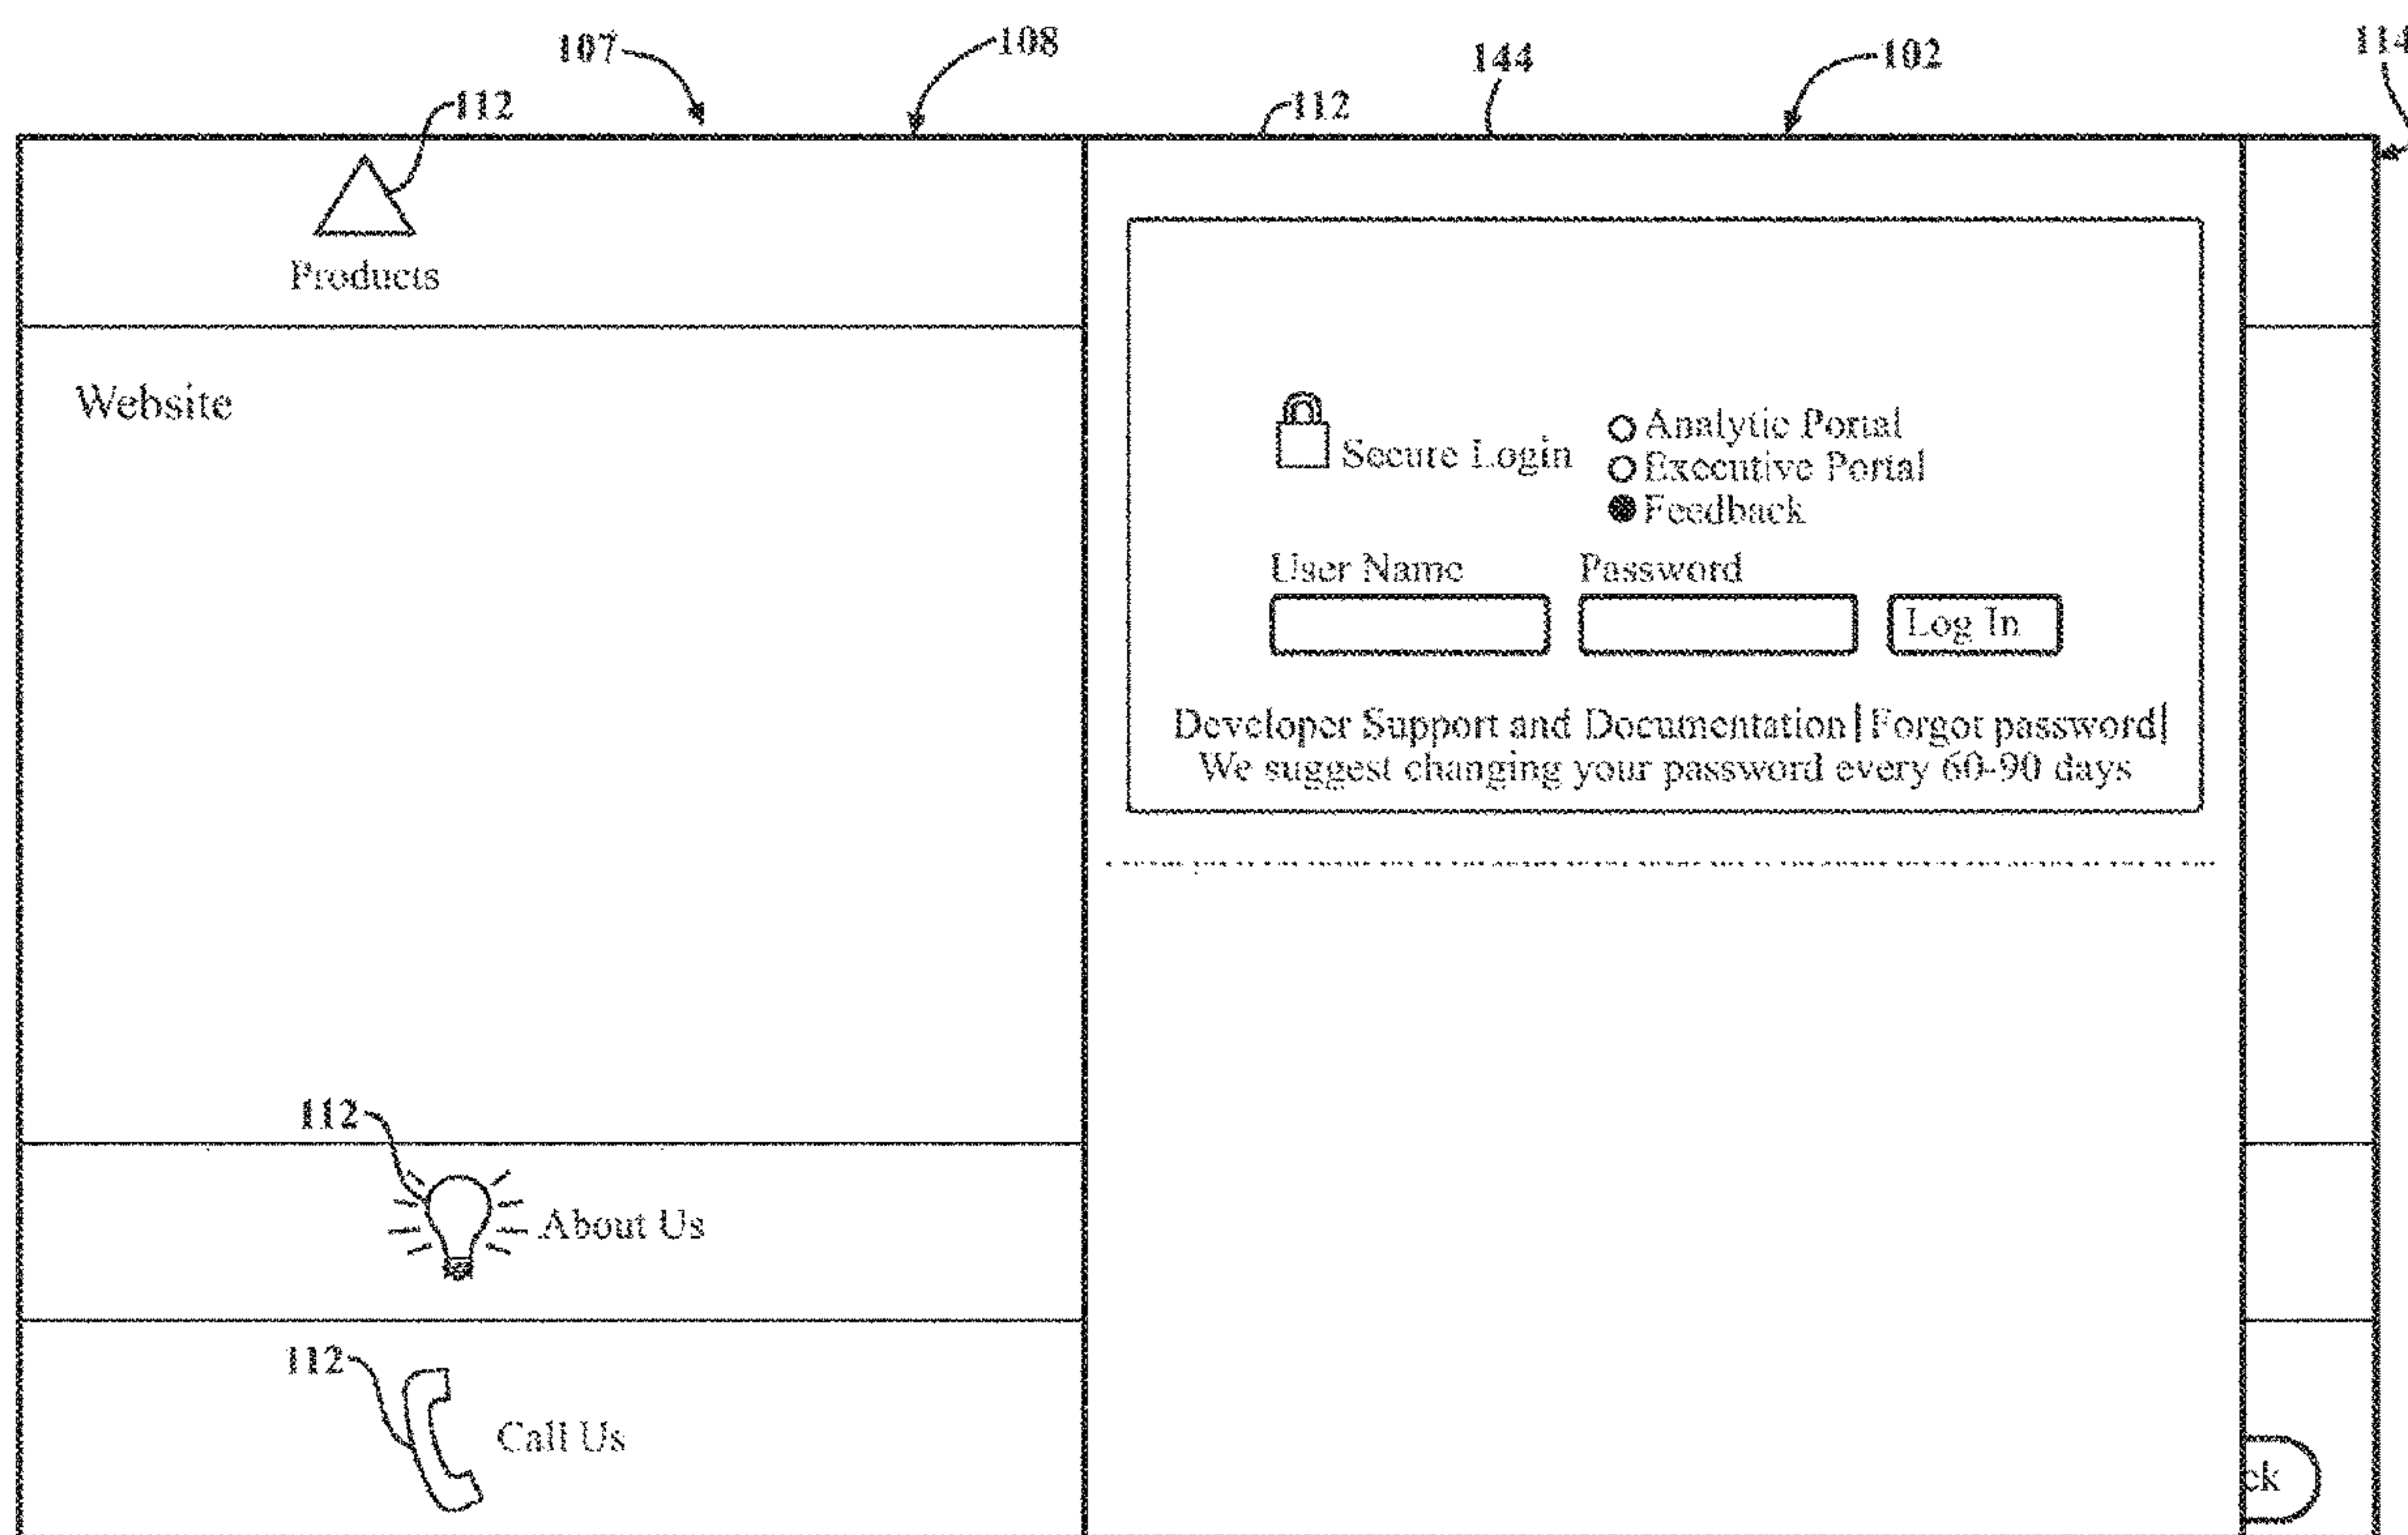 107
108
144
102
114
112
112
Products
Website
Secure Login
Analytic Portal
Executive Portal
Feedback
User Name
Password
Log In
Developer Support and Documentation|Forgot password|
We suggest changing your password every 60-90 days
112
About Us
112
Call Us
ck